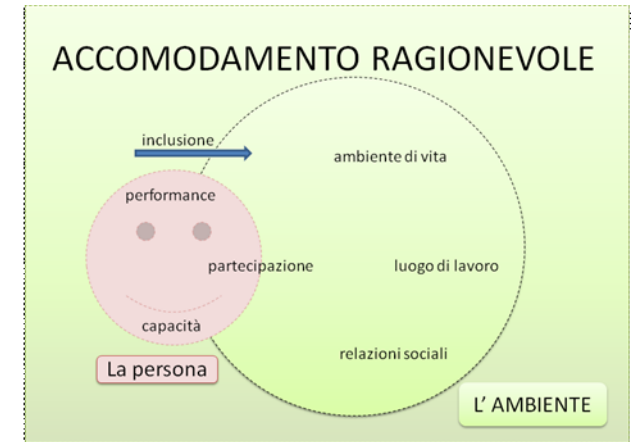 ACCOMODAMENTO RAGIONEVOLE
inclusione
ambiente di vita
performance
partecipazione
luogo di lavoro
capacità
relazioni sociali
La persona
L' AMBIENTE